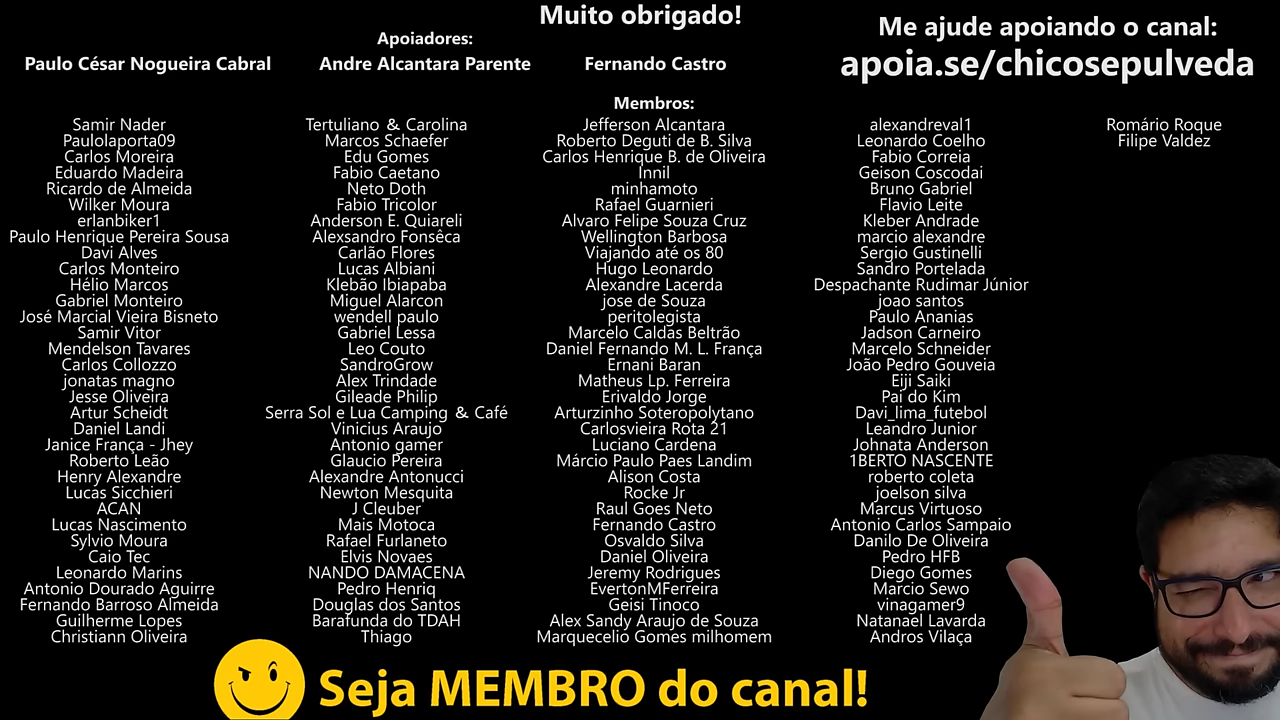 Muito obrigado!
Apoiadores:
Paulo César Nogueira Cabral
Andre Alcantara Parente
Fernando Castro
Me ajude apoiando o canal:
apoia.se/chicosepulveda
Membros:
Samir Nader
Paulolaporta09
Carlos Moreira
Eduardo Madeira
Ricardo de Almeida
Wilker Moura
erlanbiker1
Paulo Henrique Pereira Sousa
Davi Alves
Carlos Monteiro
Hélio Marcos
Gabriel Monteiro
José Marcial Vieira Bisneto
Samir Vitor
Mendelson Tavares
Carlos Collozzo
jonatas magno
Jesse Oliveira
Artur Scheidt
Daniel Landi
Janice França - Jhey
Roberto Leão
Henry Alexandre
Lucas Sicchieri
ACAN
Lucas Nascimento
Sylvio Moura
Caio Tec
Leonardo Marins
Antonio Dourado Aguirre
Fernando Barroso Almeida
Guilherme Lopes
Christiann Oliveira
Tertuliano & Carolina
Marcos Schaefer
Edu Gomes
Fabio Caetano
Neto Doth
Fabio Tricolor
Anderson E. Quiareli
Alexsandro Fonsêca
Carlão Flores
Lucas Albiani
Klebão Ibiapaba
Miguel Alarcon
wendell paulo
Gabriel Lessa
Leo Couto
SandroGrow
Alex Trindade
Gileade Philip
Serra Sol e Lua Camping & Café
Vinicius Araujo
Antonio gamer
Glaucio Pereira
Alexandre Antonucci
Newton Mesquita
J Cleuber
Mais Motoca
Rafael Furlaneto
Elvis Novaes
NANDO DAMACENA
Pedro Henriq
Douglas dos Santos
Barafunda do TDAH
Thiago
Jefferson Alcantara
Roberto Deguti de B. Silva
Carlos Henrique B. de Oliveira
Innil
minhamoto
Rafael Guarnieri
Alvaro Felipe Souza Cruz
Wellington Barbosa
Viajando até os 80
Hugo Leonardo
Alexandre Lacerda
jose de Souza
peritolegista
Marcelo Caldas Beltrão
Daniel Fernando M. L. França
Ernani Baran
Matheus Lp. Ferreira
Erivaldo Jorge
Arturzinho Soteropolytano
Carlosvieira Rota 21
Luciano Cardena
Márcio Paulo Paes Landim
Alison Costa
Rocke Jr
Raul Goes Neto
Fernando Castro
Osvaldo Silva
Daniel Oliveira
Jeremy Rodrigues
EvertonMFerreira
Geisi Tinoco
Alex Sandy Araujo de Souza
Marquecelio Gomes milhomem
alexandreval1
Leonardo Coelho
Fabio Correia
Geison Coscodai
Bruno Gabriel
Flavio Leite
Kleber Andrade
marcio alexandre
Sergio Gustinelli
Sandro Portelada
Despachante Rudimar Júnior
joao santos
Paulo Ananias
Jadson Carneiro
Marcelo Schneider
João Pedro Gouveia
Eiji Saiki
Pai do Kim
Davi_lima_futebol
Leandro Junior
Johnata Anderson
1BERTO NASCENTE
roberto coleta
joelson silva
Marcus Virtuoso
Antonio Carlos Sampaio
Danilo De Oliveira
Pedro HFB
Diego Gomes
Marcio Sewo
vinagamer9
Natanael Lavarda
Andros Vilaça
Romário Roque
Filipe Valdez
Seja MEMBRO do canal!